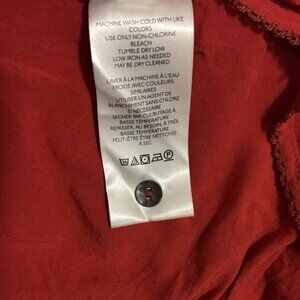 MACHINE WASH COLD WITH LIKE
COLORS
USE ONLY NON-CHLORINE
BLEACH
TUMBLE DRY LOW
LOW IRON AS NEEDED
MAY BE DRY CLEANED
LAVER À LA MACHINE À L'EAU
FROIDE AVEC COULEURS
SIMILAIRES
UTILISER UN AGENT DE
BLANCHIMENT SANS CHLORE
SI NÉCESSAIRE
SÉCHER PAR CULBUTAGE À
BASSE TEMPÉRATURE
REPASSER, AU BESOIN, À TRÈS
BASSE TEMPÉRATURE
PEUT-ÊTRE ÊTRE NETTOYÉE
À SEC